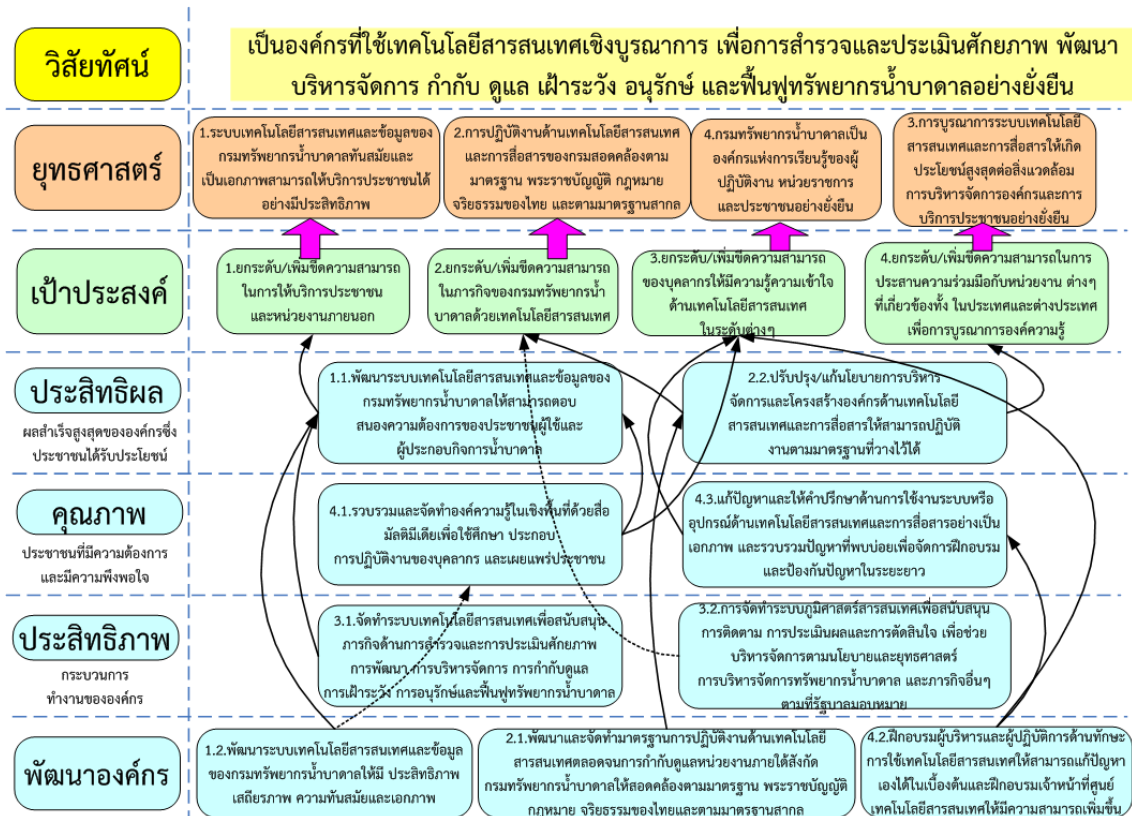 วิสัยทัศน์
เป็นองค์กรที่ใช้เทคโนโลยีสารสนเทศเชิงบูรณาการ เพื่อการสำรวจและประเมินศักยภาพ พัฒนา
บริหารจัดการ กำกับ ดูแล เฝ้าระวัง อนุรักษ์ และฟื้นฟูทรัพยากรน้ำบาดาลอย่างยั่งยืน
ยุทธศาสตร์
1.ระบบเทคโนโลยีสารสนเทศและข้อมูลของ
กรมทรัพยากรน้ำบาดาลทันสมัยและ
เป็นเอกภาพสามารถให้บริการประชาชนได้
อย่างมีประสิทธิภาพ
2.การปฏิบัติงานด้านเทคโนโลยีสารสนเทศ
และการสื่อสารของกรมสอดคล้องตาม
มาตรฐาน พระราชบัญญัติ กฎหมาย
จริยธรรมของไทย และตามมาตรฐานสากล
4.กรมทรัพยากรน้ำบาดาลเป็น
องค์กรแห่งการเรียนรู้ของผู้
ปฏิบัติงาน หน่วยราชการ
และประชาชนอย่างยั่งยืน
3.การบูรณาการระบบเทคโนโลยี
สารสนเทศและการสื่อสารให้เกิด
ประโยชน์สูงสุดต่อสิ่งแวดล้อม
การบริหารจัดการองค์กรและการ
บริการประชาชนอย่างยั่งยืน
เป้าประสงค์
1.ยกระดับ/เพิ่มขีดความสามารถ
ในการให้บริการประชาชน
และหน่วยงานภายนอก
2.ยกระดับ/เพิ่มขีดความสามารถ
ในภารกิจของกรมทรัพยากรน้ำ
บาดาลด้วยเทคโนโลยีสารสนเทศ
3.ยกระดับ/เพิ่มขีดความสามารถ
ของบุคลากรให้มีความรู้ความเข้าใจ
ด้านเทคโนโลยีสารสนเทศ
ในระดับต่างๆ
4.ยกระดับ/เพิ่มขีดความสามารถในการ
ประสานความร่วมมือกับหน่วยงาน ต่างๆ
ที่เกี่ยวข้องทั้ง ในประเทศและต่างประเทศ
เพื่อการบูรณาการองค์ความรู้
ประสิทธิผล
ผลสำเร็จสูงสุดขององค์กรซึ่ง
ประชาชนได้รับประโยชน์
1.1.พัฒนาระบบเทคโนโลยีสารสนเทศและข้อมูลของ
กรมทรัพยากรน้ำบาดาลให้สามารถตอบ
สนองความต้องการของประชาชนผู้ใช้และ
ผู้ประกอบกิจการน้ำบาดาล
2.2.ปรับปรุง/แก้นโยบายการบริหาร
จัดการและโครงสร้างองค์กรด้านเทคโนโลยี
สารสนเทศและการสื่อสารให้สามารถปฏิบัติ
งานตามมาตรฐานที่วางไว้ได้
คุณภาพ
ประชาชนที่มีความต้องการ
และมีความพึงพอใจ
4.1.รวบรวมและจัดทำองค์ความรู้ในเชิงพื้นที่ด้วยสื่อ
มัลติมีเดียเพื่อใช้ศึกษา ประกอบ
การปฏิบัติงานของบุคลากร และเผยแพร่ประชาชน
4.3.แก้ปัญหาและให้คำปรึกษาด้านการใช้งานระบบหรือ
อุปกรณ์ด้านเทคโนโลยีสารสนเทศและการสื่อสารอย่างเป็น
เอกภาพ และรวบรวมปัญหาที่พบบ่อยเพื่อจัดการฝึกอบรม
และป้องกันปัญหาในระยะยาว
ประสิทธิภาพ
กระบวนการ
ทำงานขององค์กร
3.1.จัดทำระบบเทคโนโลยีสารสนเทศเพื่อสนับสนุน
ภารกิจด้านการสำรวจและการประเมินศักยภาพ
การพัฒนา การบริหารจัดการ การกำกับดูแล
การเฝ้าระวัง การอนุรักษ์และฟื้นฟูทรัพยากรน้ำบาดาล
3.2.การจัดทำระบบภูมิศาสตร์สารสนเทศเพื่อสนับสนุน
การติดตาม การประเมินผลและการตัดสินใจ เพื่อช่วย
บริหารจัดการตามนโยบายและยุทธศาสตร์
การบริหารจัดการทรัพยากรน้ำบาดาล และภารกิจอื่นๆ
ตามที่รัฐบาลมอบหมาย
พัฒนาองค์กร
1.2.พัฒนาระบบเทคโนโลยีสารสนเทศและข้อมูล
ของกรมทรัพยากรน้ำบาดาลให้มี ประสิทธิภาพ
เสถียรภาพ ความทันสมัยและเอกภาพ
2.1.พัฒนาและจัดทำมาตรฐานการปฏิบัติงานด้านเทคโนโลยี
สารสนเทศตลอดจนการกำกับดูแลหน่วยงานภายใต้สังกัด
กรมทรัพยากรน้ำบาดาลให้สอดคล้องตามมาตรฐาน พระราชบัญญัติ
กฎหมาย จริยธรรมของไทยและตามมาตรฐานสากล
4.2.ฝึกอบรมผู้บริหารและผู้ปฏิบัติการด้านทักษะ
การใช้เทคโนโลยีสารสนเทศให้สามารถแก้ปัญหา
เองได้ในเบื้องต้นและฝึกอบรมเจ้าหน้าที่ศูนย์
เทคโนโลยีสารสนเทศให้มีความสามารถเพิ่มขึ้น